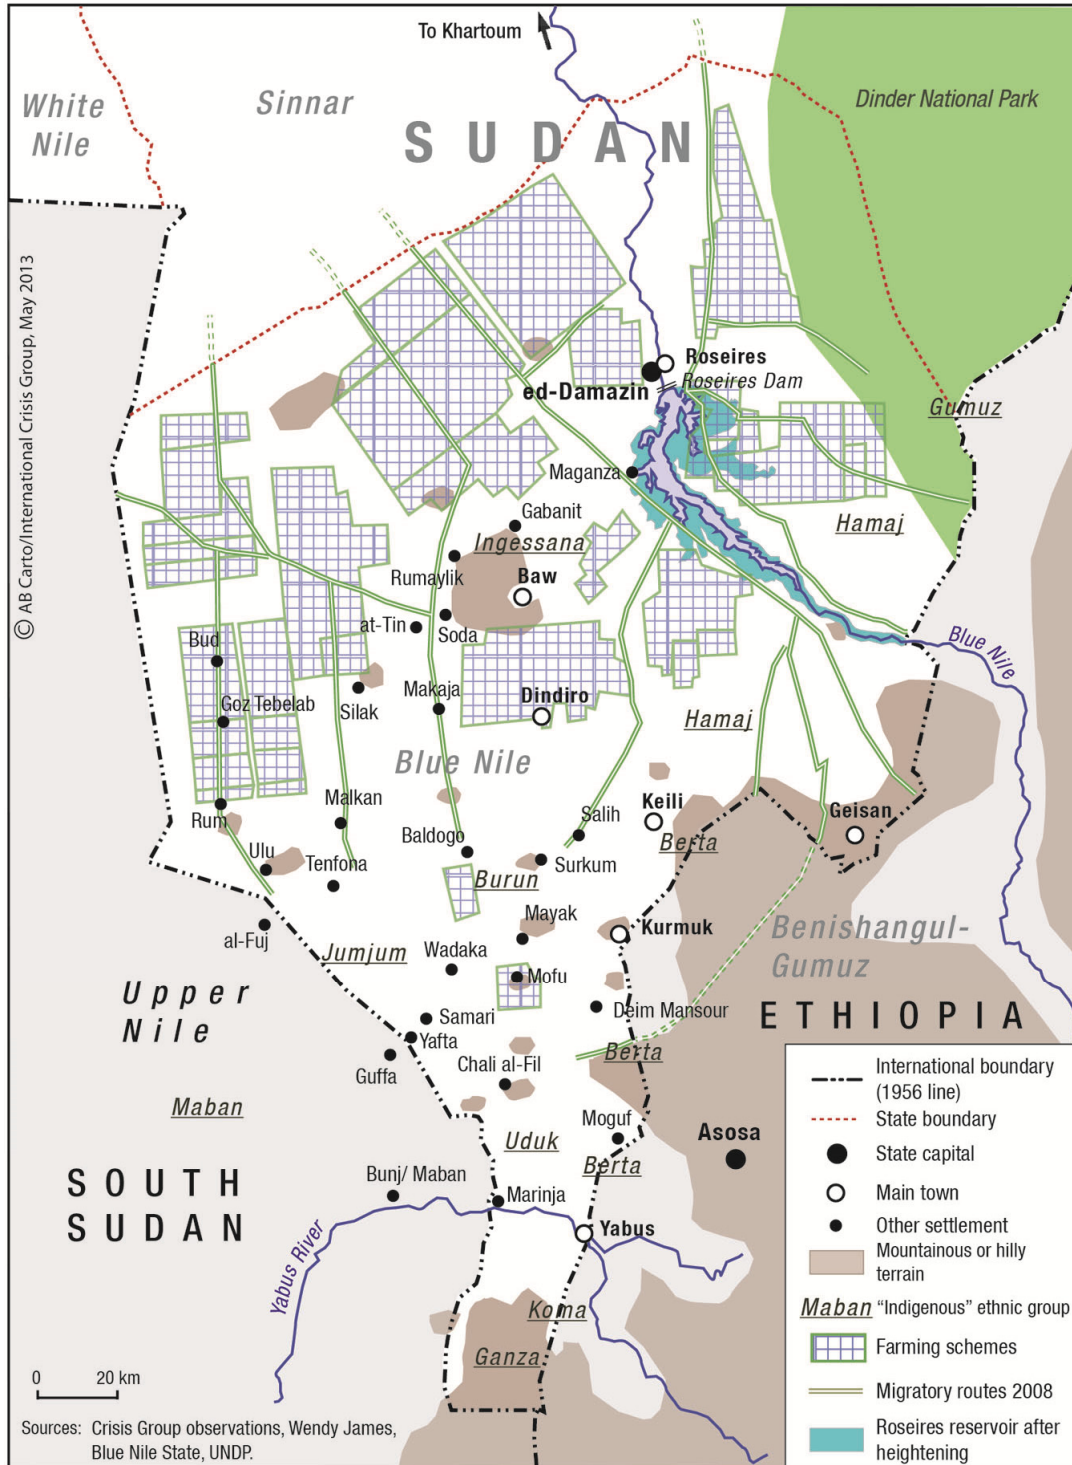 To Khartoum
White
Nile
Sinnar
SUDAN
Dinder National Park
© AB Carto/International Crisis Group, May 2013
Roseires
Roseires Dam
ed-Damazin
Gumuz
Maganza
Gabanit
Ingessana
Hamaj
Rumaylik
Baw
at-Tin
Soda
Bud
Blue Nile
Silak
Makaja
Dindiro
Goz Tebelab
Hamaj
Blue Nile
Malkan
Rum
Keili
Salih
Geisan
Berta
Baldogo
Ulu
Tenfona
Surkum
Burun
Mayak
Kurmuk
Benishangul-
Gumuz
al-Fuj
Jumjum
Wadaka
Mofu
Upper
Nile
Deim Mansour
ETHIOPIA
Samari
Yafta
Berta
Guffa
Chali al-Fil
Maban
Moguf
Asosa
Uduk
Berta
SOUTH
SUDAN
Bunj/ Maban
Marinja
Yabus
Yabus River
Koma
Ganza
International boundary
(1956 line)
State boundary
State capital
Main town
Other settlement
Mountainous or hilly
terrain
Maban "Indigenous" ethnic group
Farming schemes
Migratory routes 2008
Roseires reservoir after
heightening
0 20 km
Sources: Crisis Group observations, Wendy James,
Blue Nile State, UNDP.